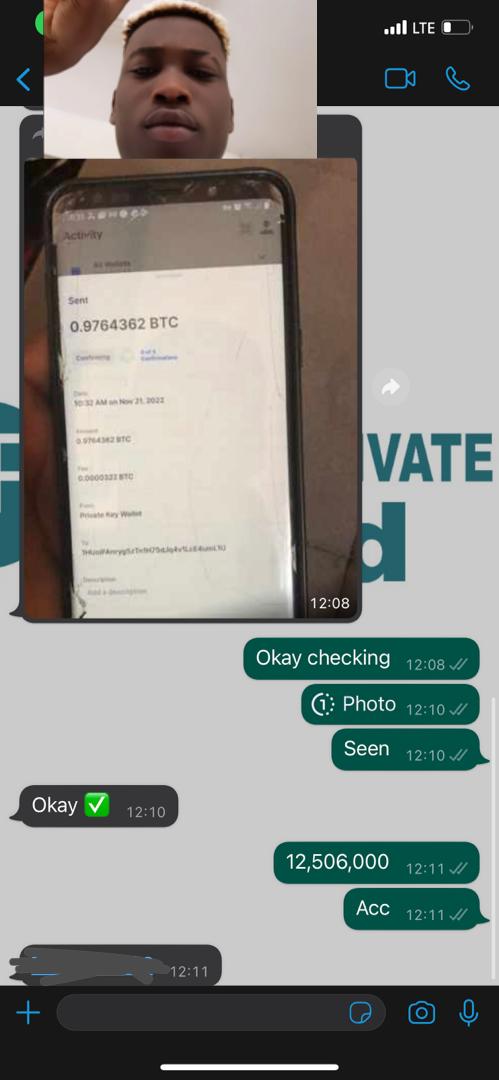 LTE
Activity
All Wallets
Sent
0.9764362 BTC
Confirming
0 of 3
Confirmations
Date
10:32 AM on Nov 21, 2022
Amount
0.9764362 BTC
Fee
0.0000322 BTC
From
Private Key Wallet
To
Description
Add a description
12:08
IVATE
d
Okay checking 12:08
1 Photo 12:10
Seen 12:10
Okay ✅ 12:10
12,506,000 12:11
Acc 12:11
12:11